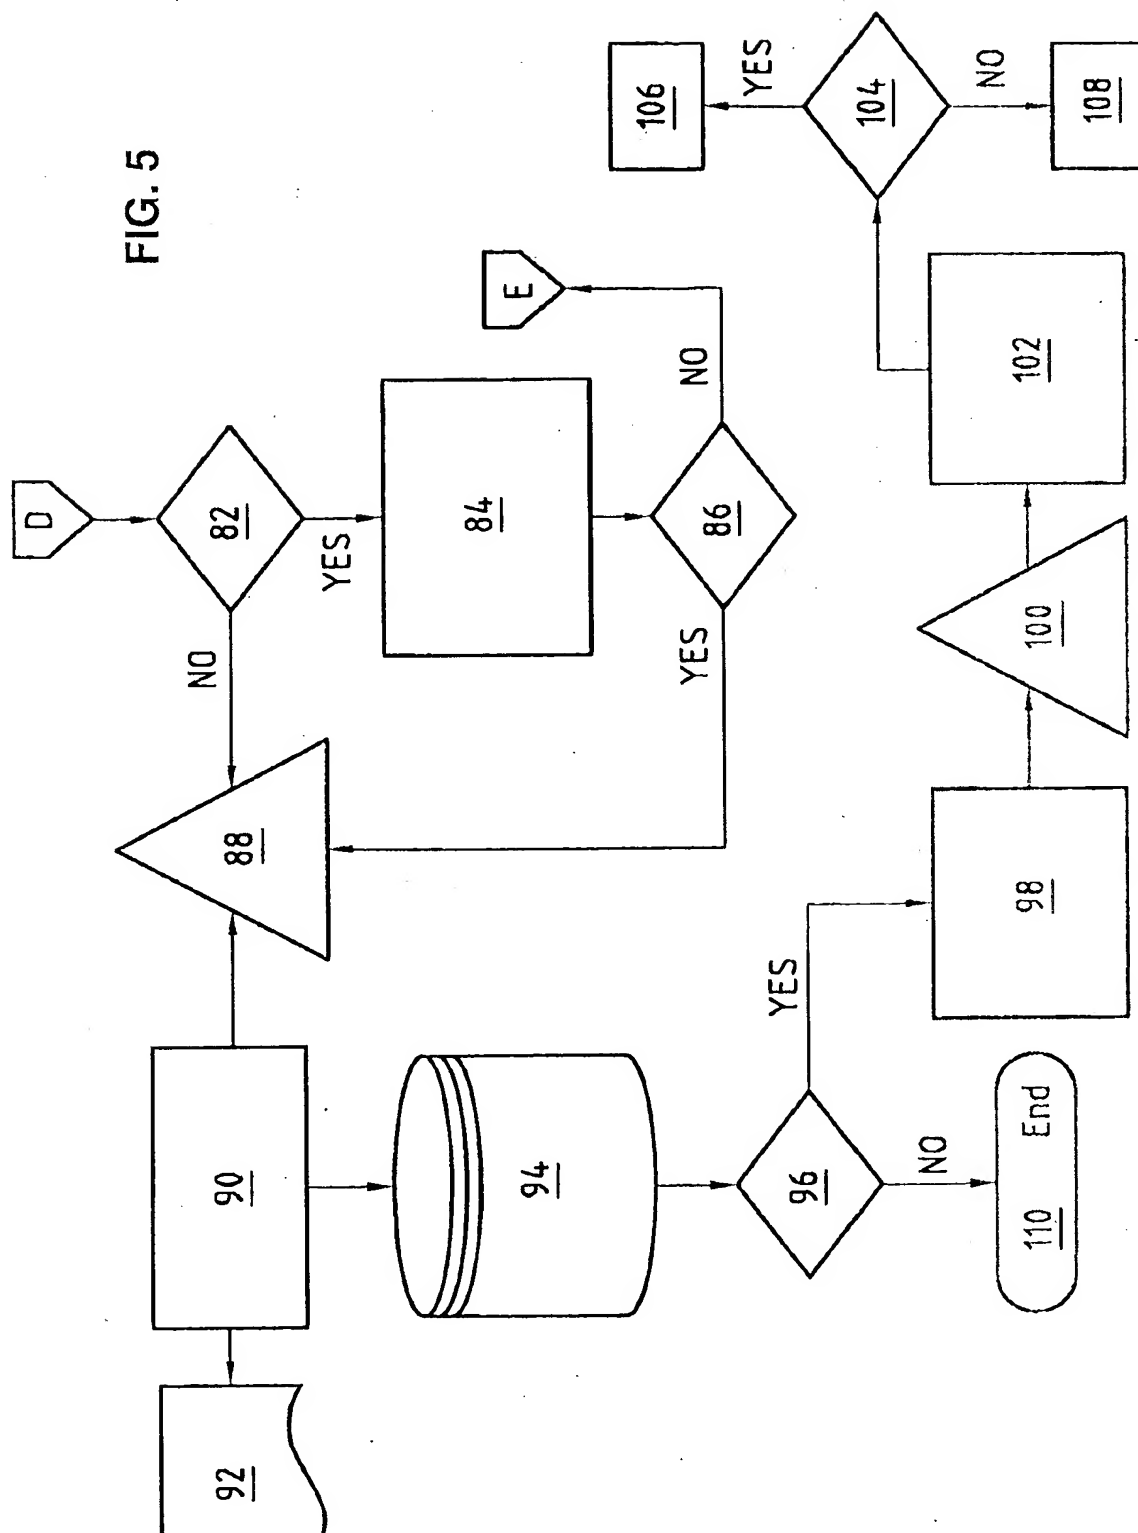 FIG. 5
D
82
NO
YES
84
86
NO
E
YES
88
90
92
94
96
YES
NO
98
110 End
100
102
104
YES
106
NO
108